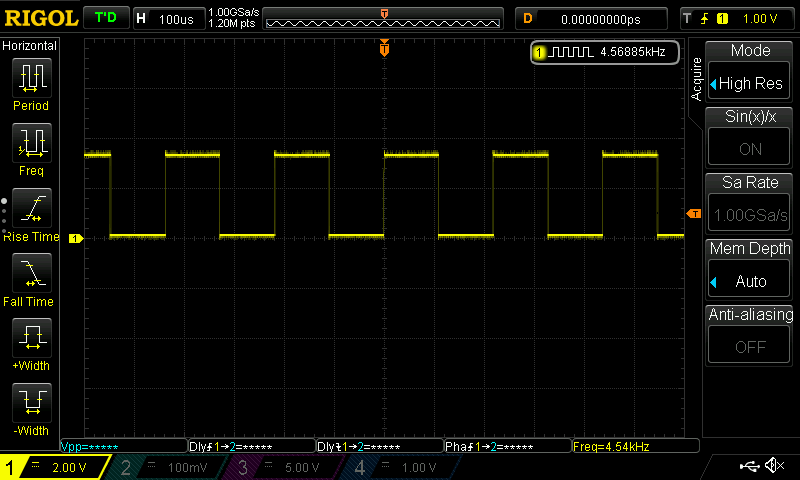 RIGOL T'D H 100us 1.00GSa/s 1.20M pts T D 0.00000000ps T 1 1.00 V
Horizontal
Period
Freq
Rise Time
Fall Time
+Width
-Width
T
1 4.56885kHz
1
T
Acquire
Mode
High Res
Sin(x)/x
ON
Sa Rate
1.00GSa/s
Mem Depth
Auto
Anti-aliasing
OFF
Vpp=***** Dly1→2=***** Dly1→2=***** Pha1→2=***** Freq=4.54kHz
1 2.00 V 2 100mV 3 5.00 V 4 1.00 V